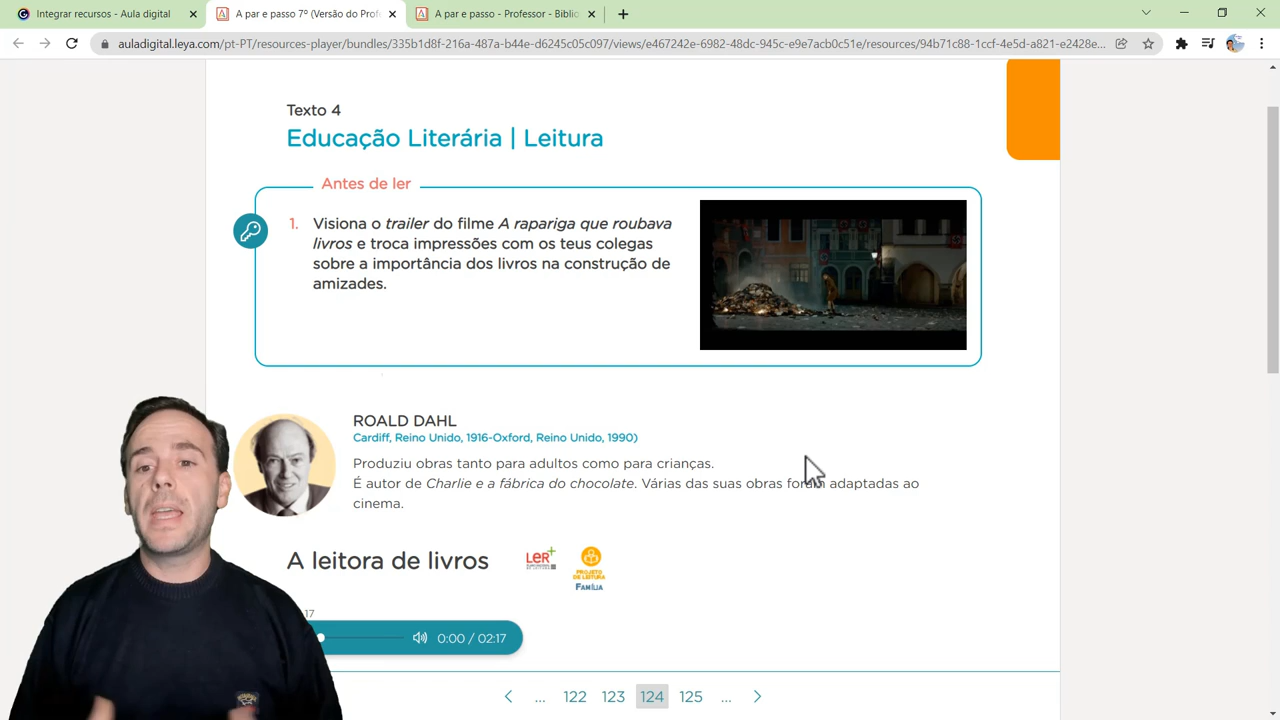 Integrar recursos - Aula digital
A par e passo 7º (Versão do Prof
A par e passo - Professor - Biblio
auladigital.leya.com/pt-PT/resources-player/bundles/335b1d8f-216a-4f7a-b44e-d6245c05c097/views/e467242e-6982-48dc-945c-e9e7acb0c51e/resources/94b71c88-1ccf-4e5d-a821-e2428e...
Texto 4
Educação Literária | Leitura
Antes de ler
1. Visiona o trailer do filme A rapariga que roubava
livros e troca impressões com os teus colegas
sobre a importância dos livros na construção de
amizades.
ROALD DAHL
Cardiff, Reino Unido, 1916-Oxford, Reino Unido, 1990)
Produziu obras tanto para adultos como para crianças.
É autor de Charlie e a fábrica do chocolate. Várias das suas obras foram adaptadas ao
cinema.
A leitora de livros
LER+
PROJETO
DE LEITURA
FAMÍLIA
17
0:00 / 02:17
... 122 123 124 125 ...